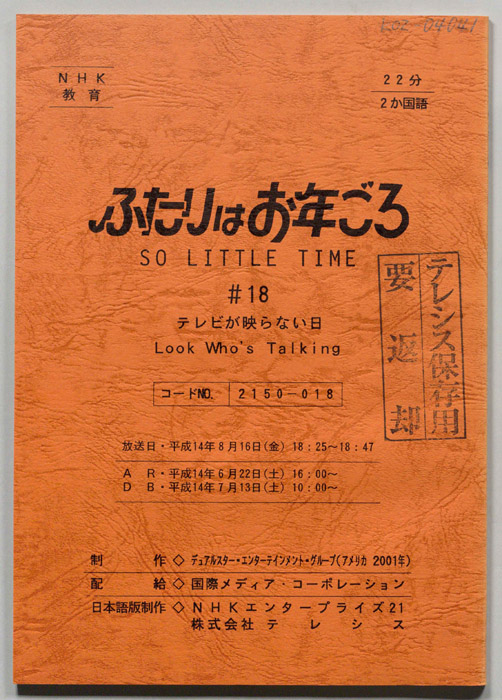 Loz 04041
NHK
教育
22分
2か国語
ふたりはお年ごろ
SO LITTLE TIME
#18
テレビが映らない日
Look Who's Talking
コードNO. 2150-018
テレシス保存用
要返却
放送日・平成14年8月16日(金) 18:25~18:47
AR・平成14年6月22日(土) 16:00~
DB・平成14年7月13日(土) 10:00~
制作◇デュアルスター・エンターテインメント・グループ(アメリカ 2001年)
配給◇国際メディア・コーポレーション
日本語版制作◇NHKエンタープライズ21
株式会社テレシス